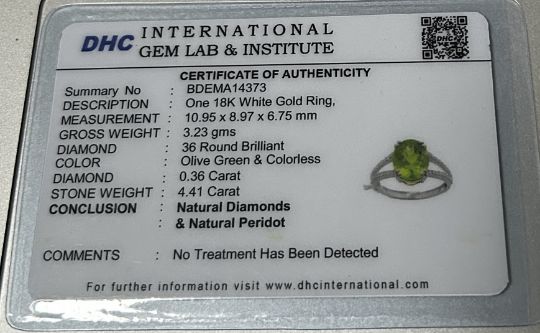 DHC INTERNATIONAL
GEM LAB & INSTITUTE
DHC
CERTIFICATE OF AUTHENTICITY
Summary No : BDEMA14373
DESCRIPTION : One 18K White Gold Ring,
MEASUREMENT : 10.95 x 8.97 x 6.75 mm
GROSS WEIGHT : 3.23 gms
DIAMOND : 36 Round Brilliant
COLOR : Olive Green & Colorless
DIAMOND : 0.36 Carat
STONE WEIGHT : 4.41 Carat
CONCLUSION : Natural Diamonds
: & Natural Peridot
COMMENTS : No Treatment Has Been Detected
For further information visit www.dhcinternational.com